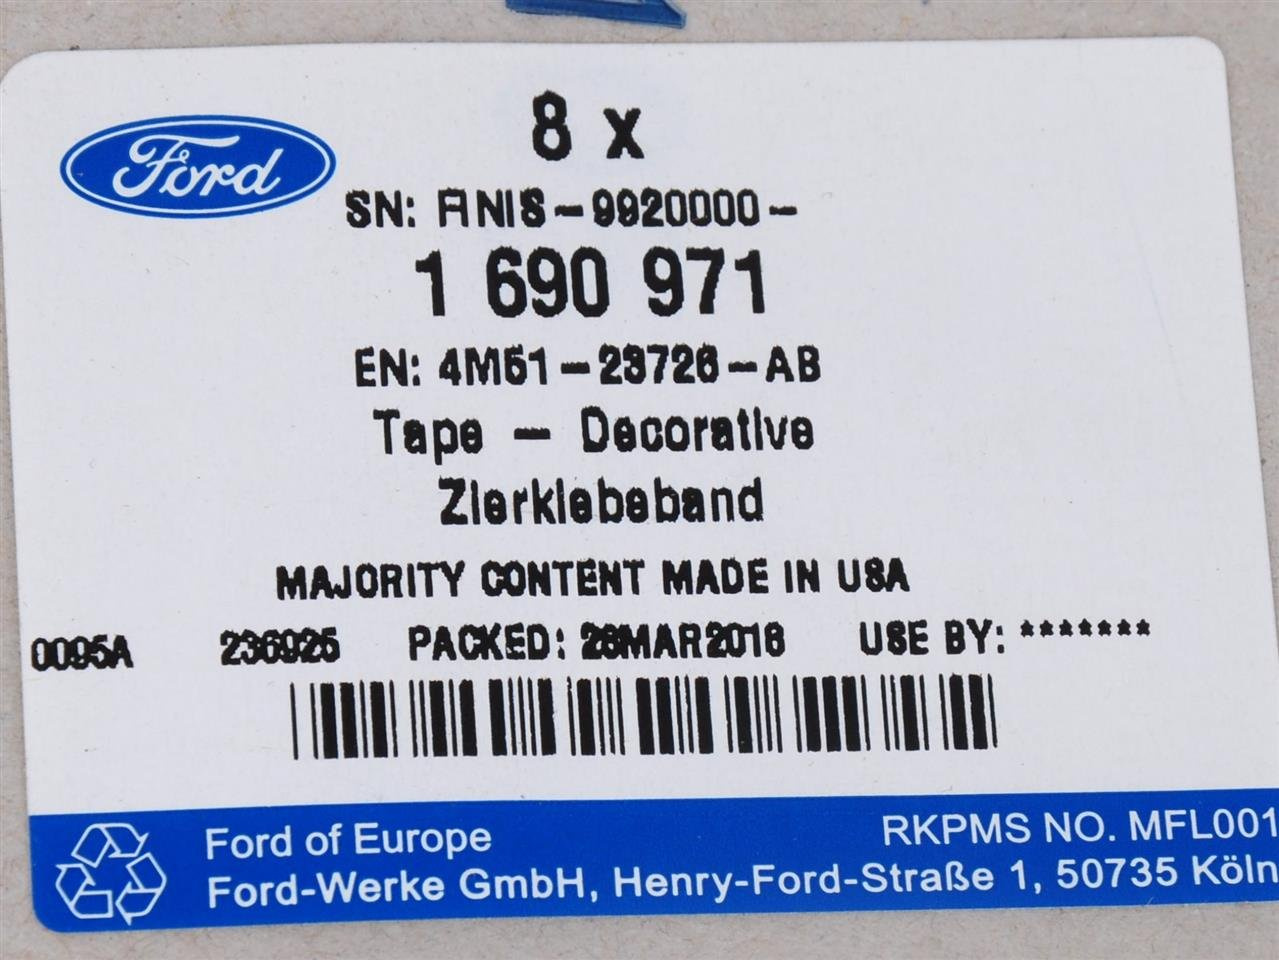 8 x
Ford
SN: FINIS-9920000-
1 690 971
EN: 4M51-23726-AB
Tape - Decorative
Zierklebeband
MAJORITY CONTENT MADE IN USA
0095A 236925 PACKED: 26MAR2016 USE BY: *******
Ford of Europe RKPMS NO. MFL001
Ford-Werke GmbH, Henry-Ford-Straße 1, 50735 Köln